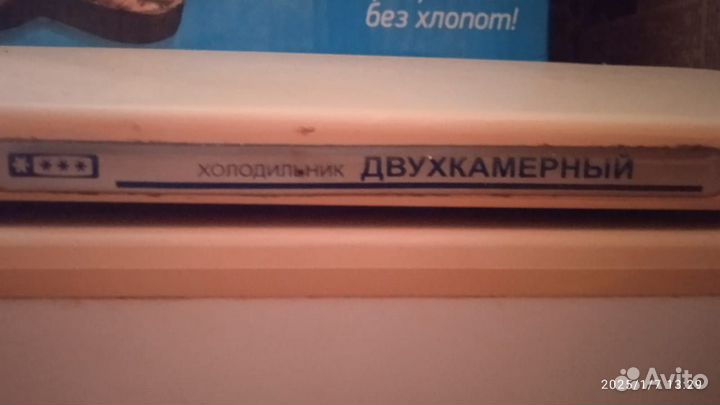 без хлопот!
ХОЛОДИЛЬНИК ДВУХКАМЕРНЫЙ
Avito
2025/1/7 13:29